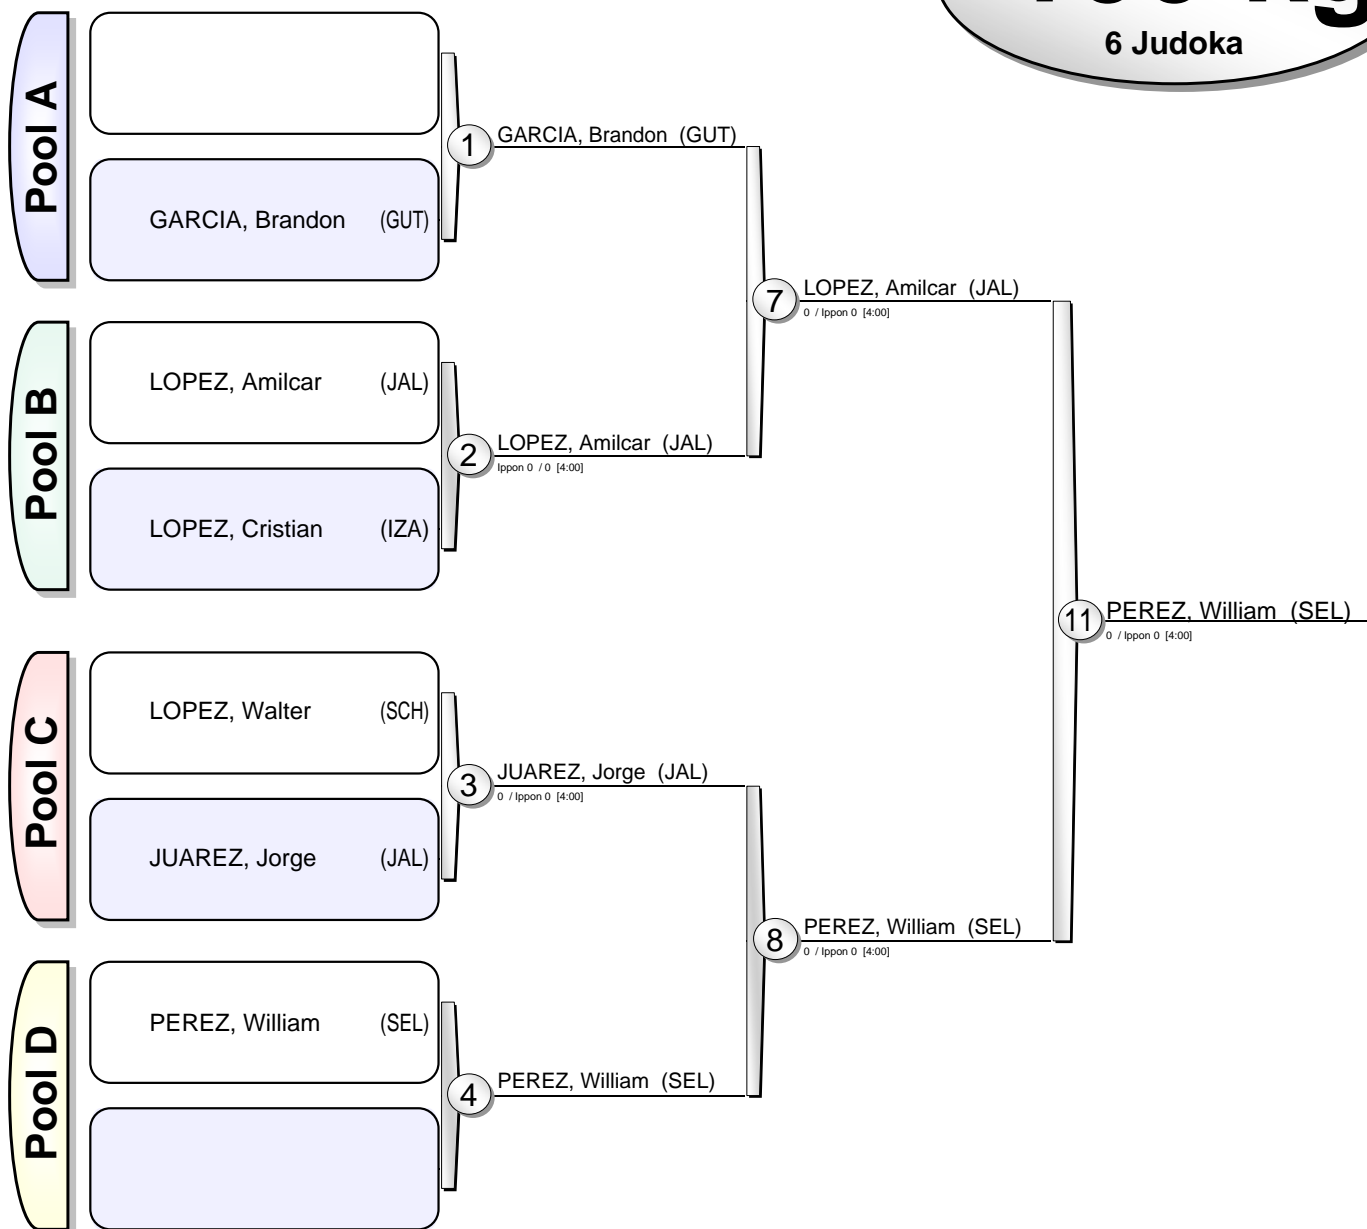 6 Judoka
Pool A
1
GARCIA, Brandon (GUT)
GARCIA, Brandon (GUT)
7
LOPEZ, Amilcar (JAL)
0 / Ippon 0 [4:00]
Pool B
LOPEZ, Amilcar (JAL)
2
LOPEZ, Amilcar (JAL)
Ippon 0 / 0 [4:00]
LOPEZ, Cristian (IZA)
11
PEREZ, William (SEL)
0 / Ippon 0 [4:00]
Pool C
LOPEZ, Walter (SCH)
3
JUAREZ, Jorge (JAL)
0 / Ippon 0 [4:00]
JUAREZ, Jorge (JAL)
8
PEREZ, William (SEL)
0 / Ippon 0 [4:00]
Pool D
PEREZ, William (SEL)
4
PEREZ, William (SEL)